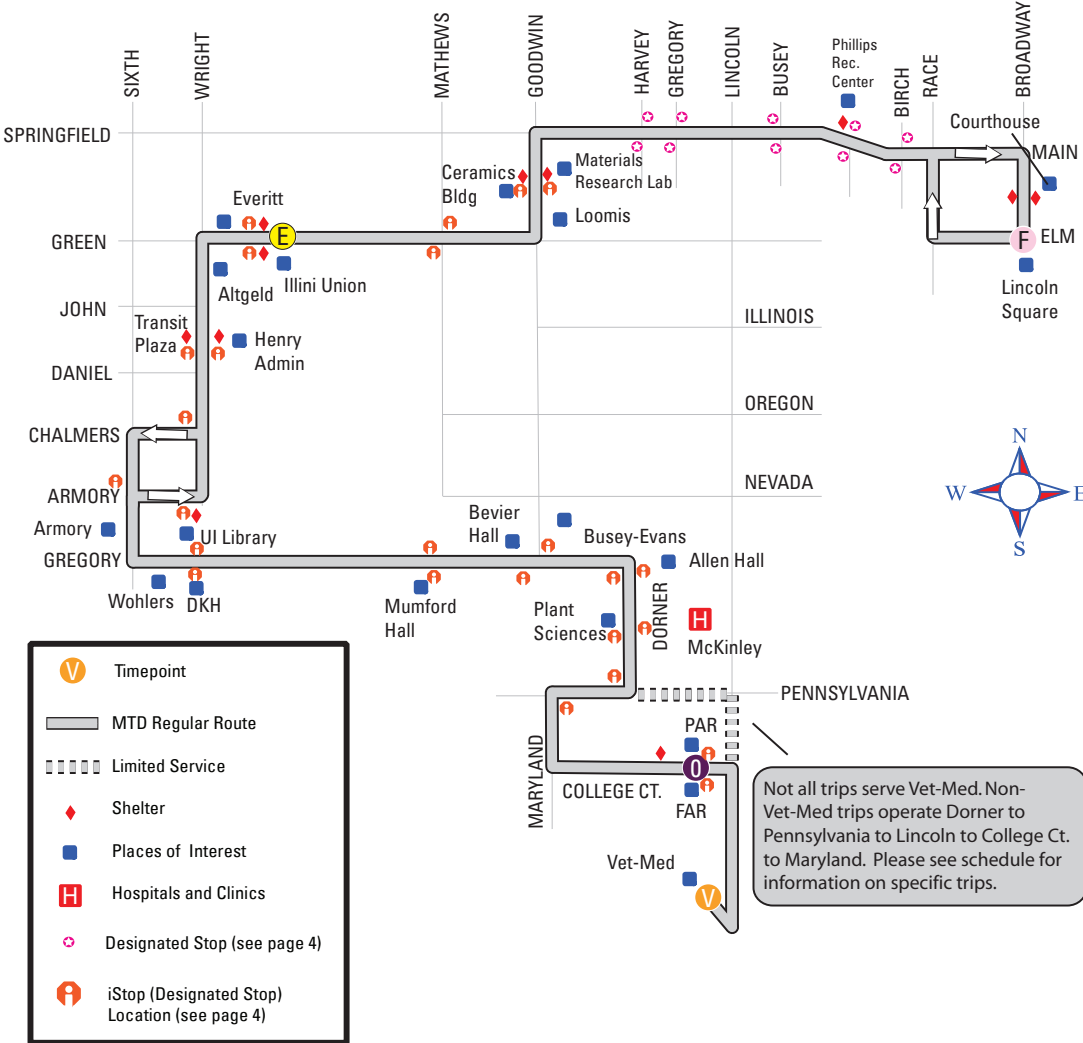 SIXTH
WRIGHT
MATHEWS
GOODWIN
HARVEY
GREGORY
LINCOLN
BUSEY
Phillips
Rec.
Center
BIRCH
RACE
BROADWAY
Courthouse
SPRINGFIELD
MAIN
Ceramics
Bldg
Materials
Research Lab
Everitt
Loomis
GREEN
E
F
ELM
Altgeld
Illini Union
Lincoln
Square
JOHN
ILLINOIS
Transit
Plaza
Henry
Admin
DANIEL
OREGON
CHALMERS
N
W
E
S
ARMORY
NEVADA
Armory
UI Library
Bevier
Hall
Busey-Evans
GREGORY
Allen Hall
Wohlers
DKH
Mumford
Hall
Plant
Sciences
DORNER
H
McKinley
PENNSYLVANIA
MARYLAND
PAR
O
COLLEGE CT.
FAR
Vet-Med
V
Not all trips serve Vet-Med. Non-
Vet-Med trips operate Dorner to
Pennsylvania to Lincoln to College Ct.
to Maryland. Please see schedule for
information on specific trips.
V
Timepoint
MTD Regular Route
Limited Service
Shelter
Places of Interest
H
Hospitals and Clinics
Designated Stop (see page 4)
iStop (Designated Stop)
Location (see page 4)